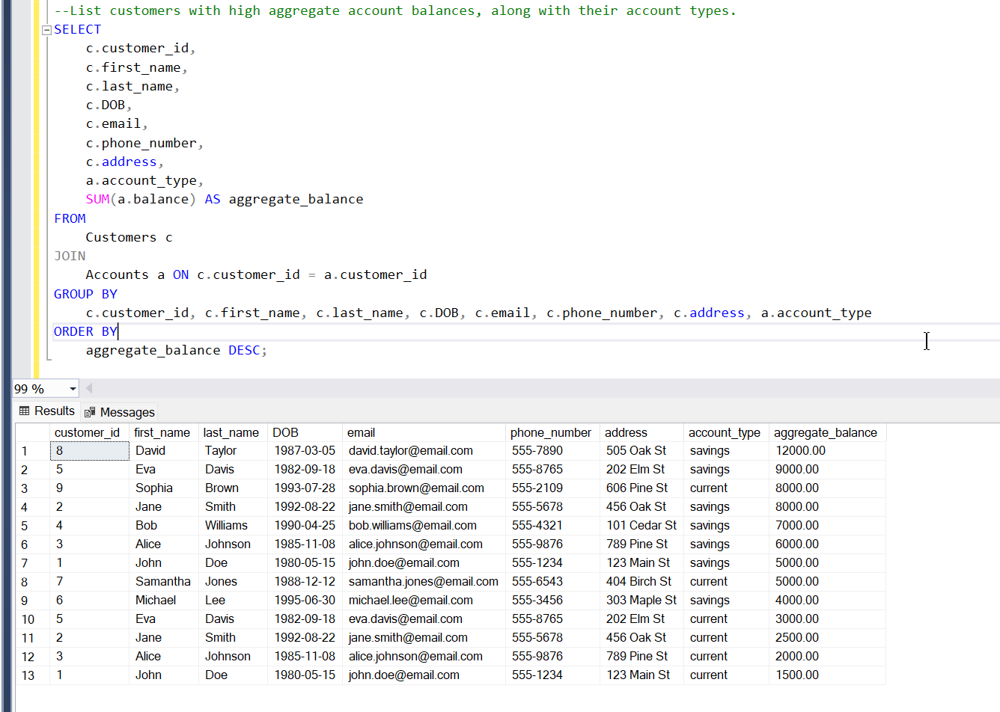 --List customers with high aggregate account balances, along with their account types.
SELECT
c.customer_id,
c.first_name,
c.last_name,
c.DOB,
c.email,
c.phone_number,
c.address,
a.account_type,
SUM(a.balance) AS aggregate_balance
FROM
Customers c
JOIN
Accounts a ON c.customer_id = a.customer_id
GROUP BY
c.customer_id, c.first_name, c.last_name, c.DOB, c.email, c.phone_number, c.address, a.account_type
ORDER BY
aggregate_balance DESC;
99 %
Results Messages
customer_id first_name last_name DOB email phone_number address account_type aggregate_balance
1 8 David Taylor 1987-03-05 david.taylor@email.com 555-7890 505 Oak St savings 12000.00
2 5 Eva Davis 1982-09-18 eva.davis@email.com 555-8765 202 Elm St savings 9000.00
3 9 Sophia Brown 1993-07-28 sophia.brown@email.com 555-2109 606 Pine St current 8000.00
4 2 Jane Smith 1992-08-22 jane.smith@email.com 555-5678 456 Oak St savings 8000.00
5 4 Bob Williams 1990-04-25 bob.williams@email.com 555-4321 101 Cedar St savings 7000.00
6 3 Alice Johnson 1985-11-08 alice.johnson@email.com 555-9876 789 Pine St savings 6000.00
7 1 John Doe 1980-05-15 john.doe@email.com 555-1234 123 Main St savings 5000.00
8 7 Samantha Jones 1988-12-12 samantha.jones@email.com 555-6543 404 Birch St current 5000.00
9 6 Michael Lee 1995-06-30 michael.lee@email.com 555-3456 303 Maple St savings 4000.00
10 5 Eva Davis 1982-09-18 eva.davis@email.com 555-8765 202 Elm St current 3000.00
11 2 Jane Smith 1992-08-22 jane.smith@email.com 555-5678 456 Oak St current 2500.00
12 3 Alice Johnson 1985-11-08 alice.johnson@email.com 555-9876 789 Pine St current 2000.00
13 1 John Doe 1980-05-15 john.doe@email.com 555-1234 123 Main St current 1500.00